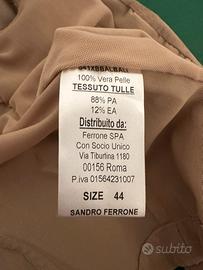 100% Vera Pelle
TESSUTO TULLE
88% PA
12% EA
Distribuito da:
Ferrone SPA
Con Socio Unico
Via Tiburtina 1180
00156 Roma
P.iva 01564231007
SIZE 44
SANDRO FERRONE
subito